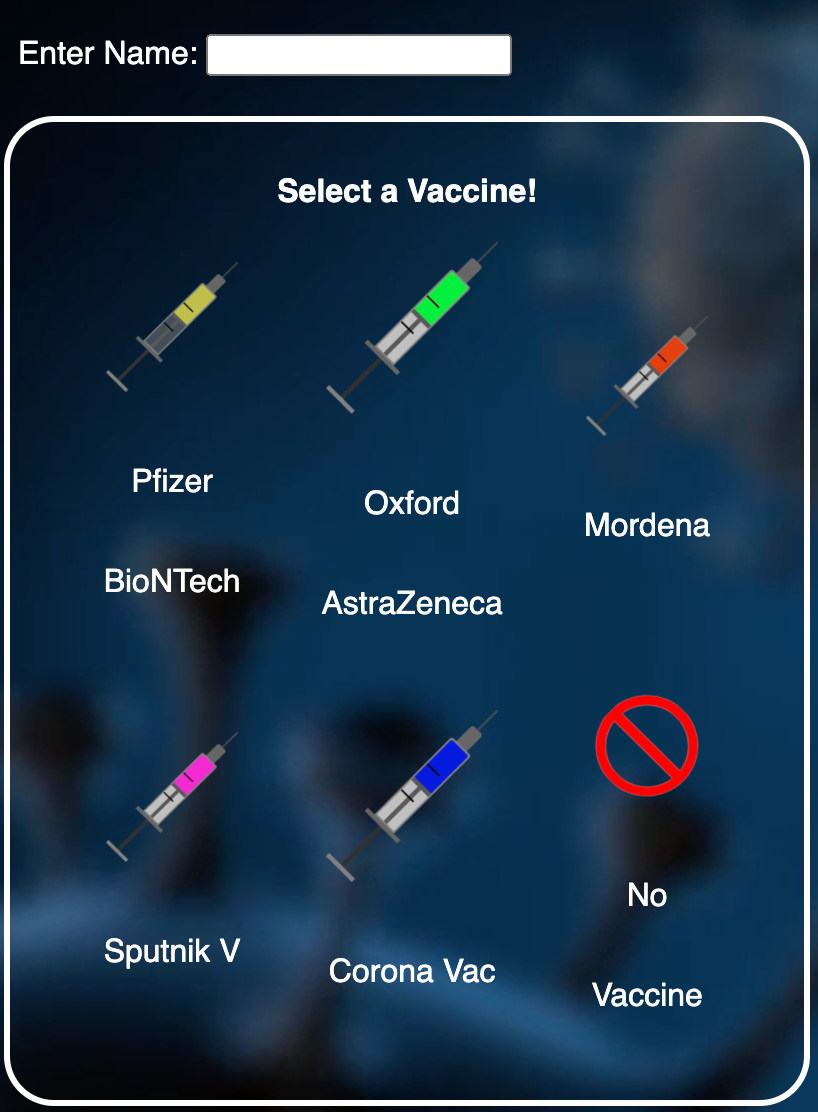 Enter Name:
Select a Vaccine!
Pfizer
BioNTech
Oxford
AstraZeneca
Mordena
Sputnik V
Corona Vac
No
Vaccine